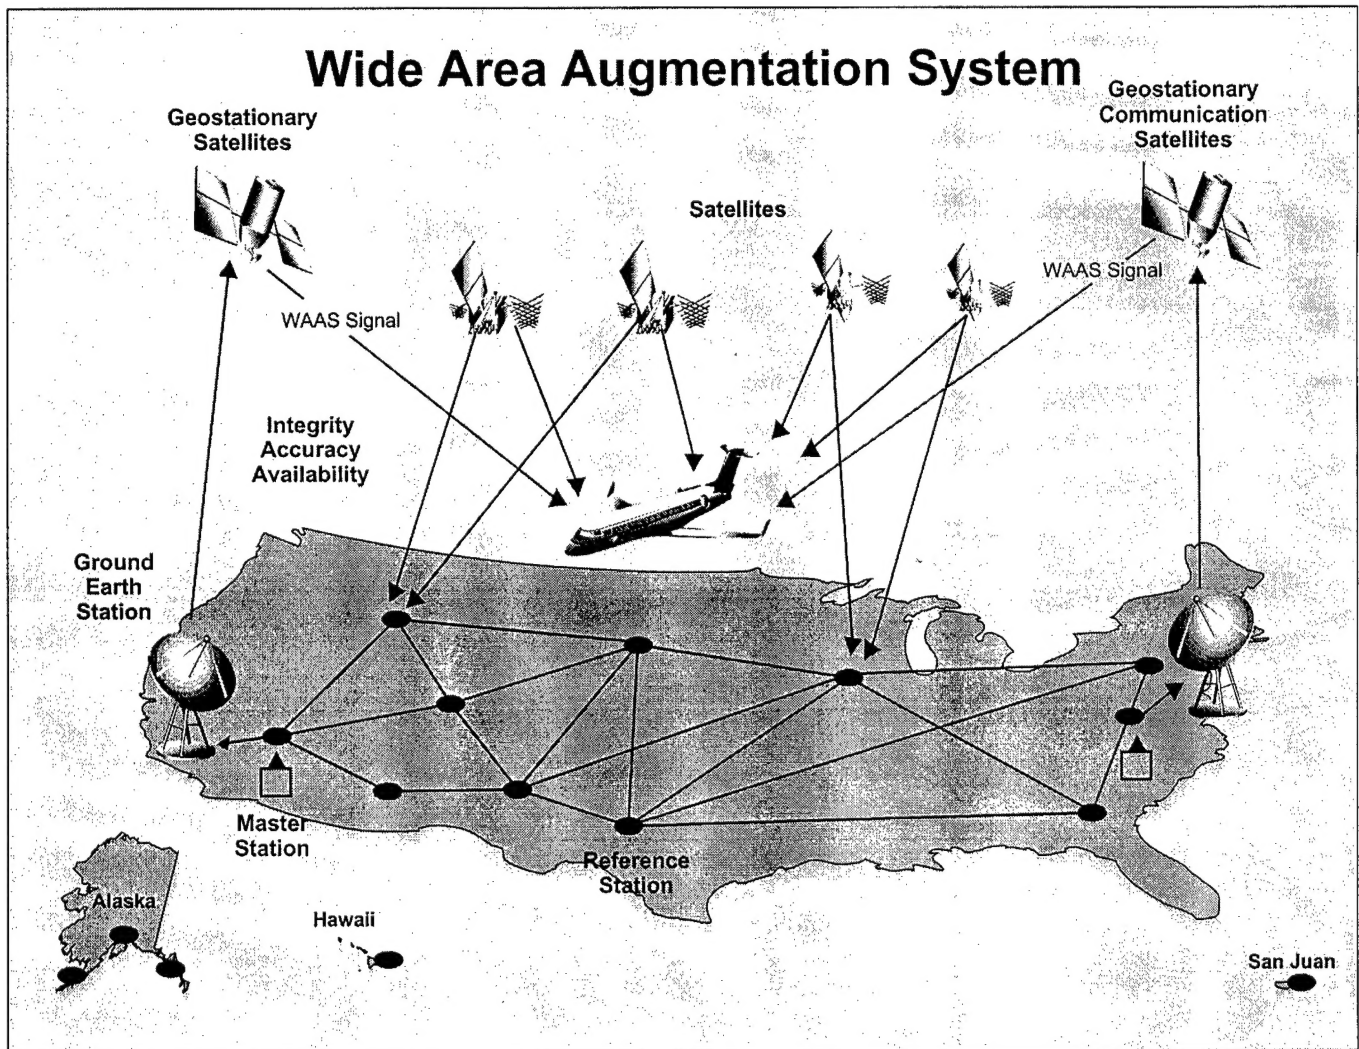 Wide Area Augmentation System
Geostationary
Satellites
Geostationary
Communication
Satellites
Satellites
WAAS Signal
WAAS Signal
Integrity
Accuracy
Availability
Ground
Earth
Station
Master
Station
Reference
Station
Alaska
Hawaii
San Juan